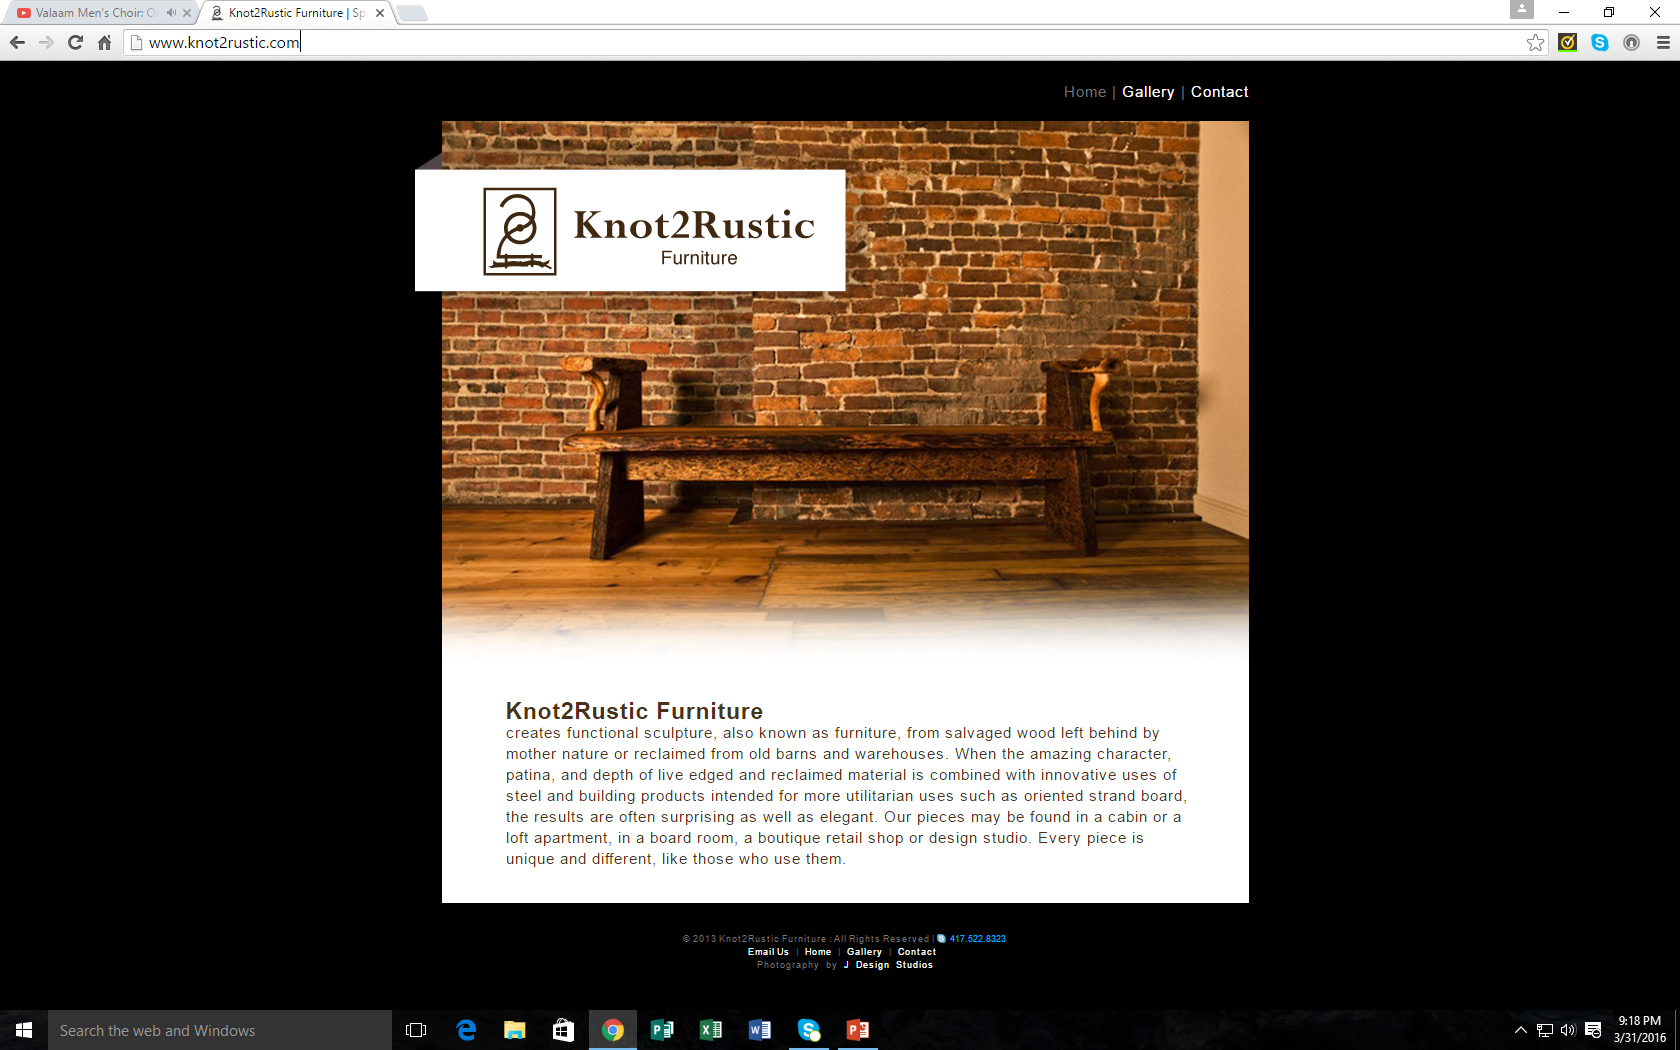 Valaam Men's Choir: O
Knot2Rustic Furniture | Sp
www.knot2rustic.com
Home | Gallery | Contact
Knot2Rustic
Furniture
Knot2Rustic Furniture
creates functional sculpture, also known as furniture, from salvaged wood left behind by
mother nature or reclaimed from old barns and warehouses. When the amazing character,
patina, and depth of live edged and reclaimed material is combined with innovative uses of
steel and building products intended for more utilitarian uses such as oriented strand board,
the results are often surprising as well as elegant. Our pieces may be found in a cabin or a
loft apartment, in a board room, a boutique retail shop or design studio. Every piece is
unique and different, like those who use them.
© 2013 Knot2Rustic Furniture : All Rights Reserved | 417.522.8323
Email Us | Home | Gallery | Contact
Photography by J Design Studios
Search the web and Windows
9:18 PM
3/31/2016